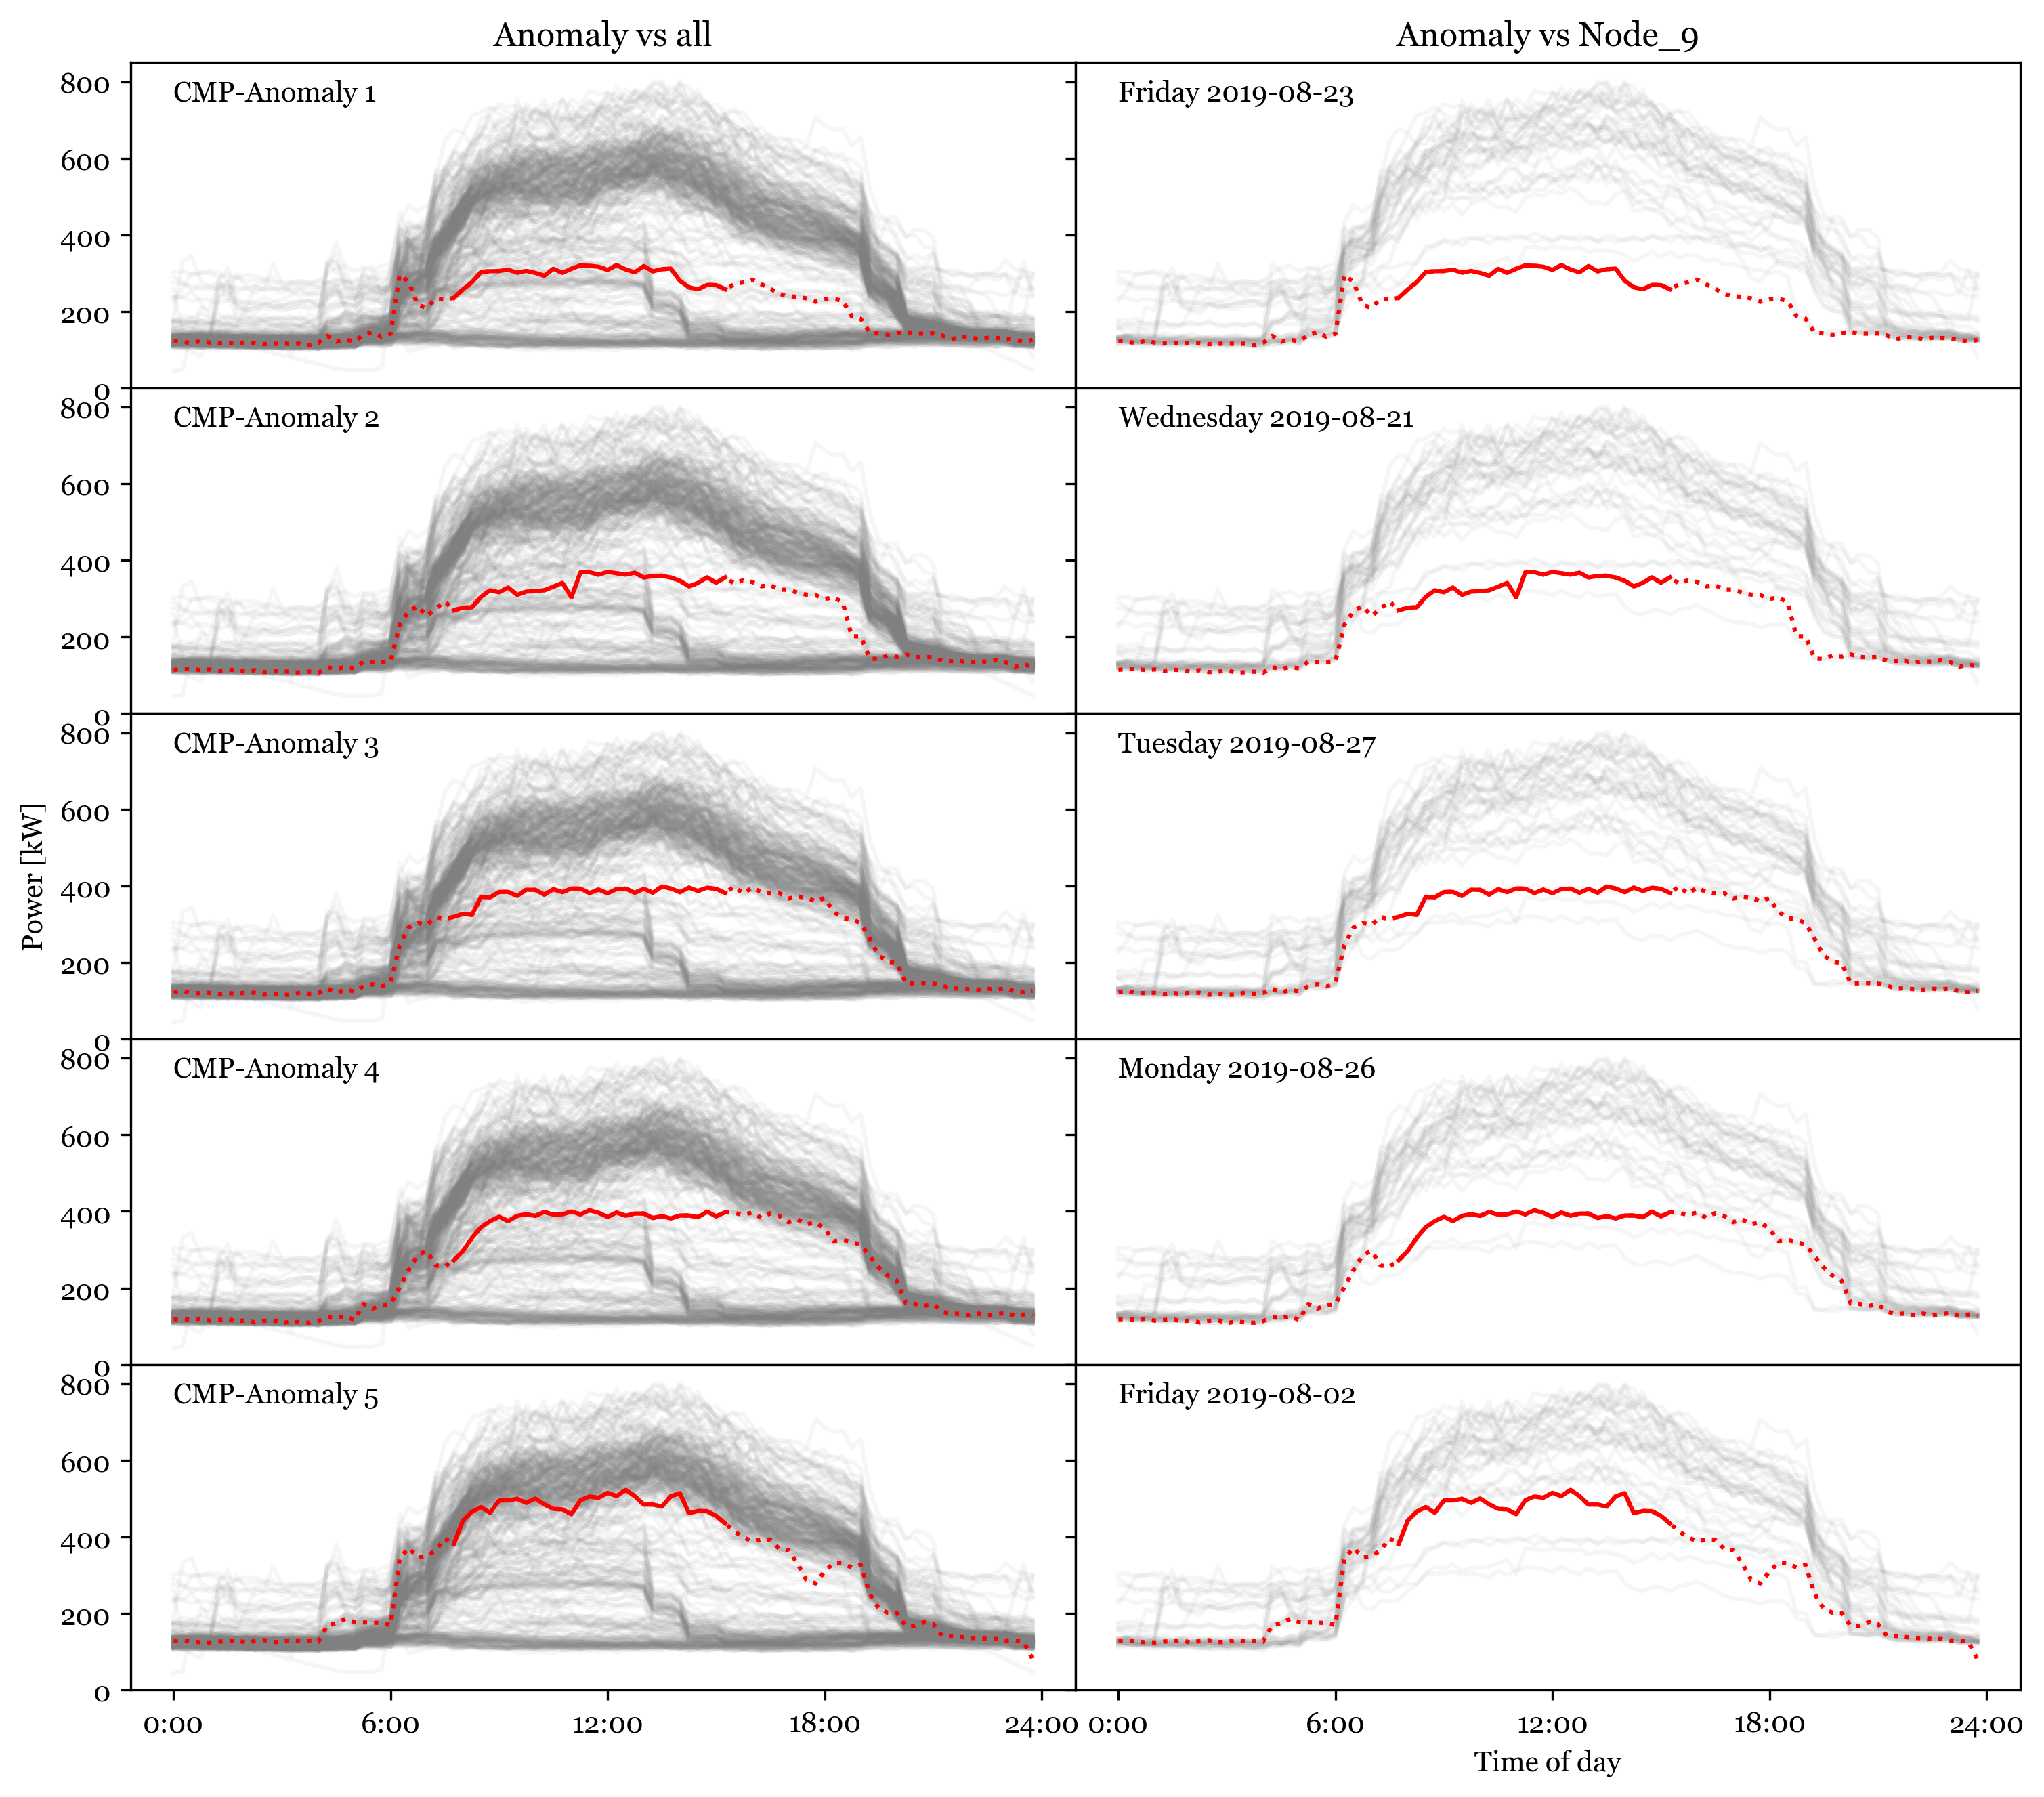 Anomaly vs all
Anomaly vs Node_9
CMP-Anomaly 1
Friday 2019-08-23
800
600
400
200
0
CMP-Anomaly 2
Wednesday 2019-08-21
800
600
400
200
0
CMP-Anomaly 3
Tuesday 2019-08-27
800
600
400
200
0
Power [kW]
CMP-Anomaly 4
Monday 2019-08-26
800
600
400
200
0
CMP-Anomaly 5
Friday 2019-08-02
800
600
400
200
0
0:00 6:00 12:00 18:00 24:00
0:00 6:00 12:00 18:00 24:00
Time of day